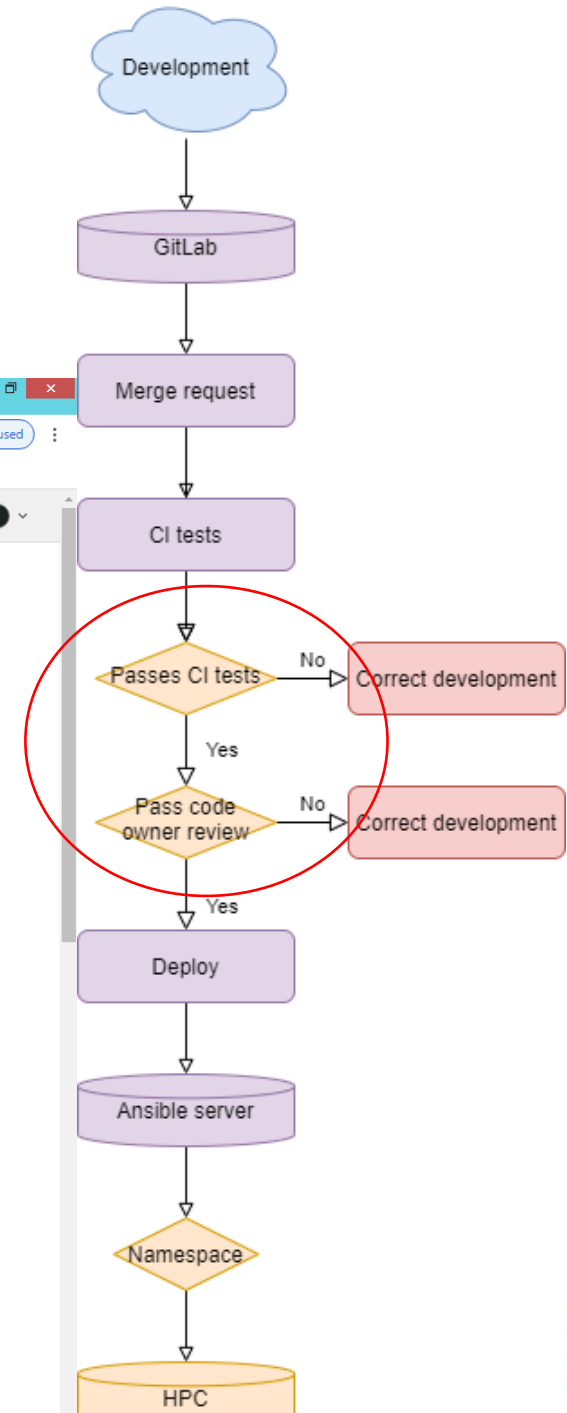 Development
GitLab
Merge request
used
CI tests
Passes CI tests
No
Correct development
Yes
Pass code
owner review
No
Correct development
Yes
Deploy
Ansible server
Namespace
HPC